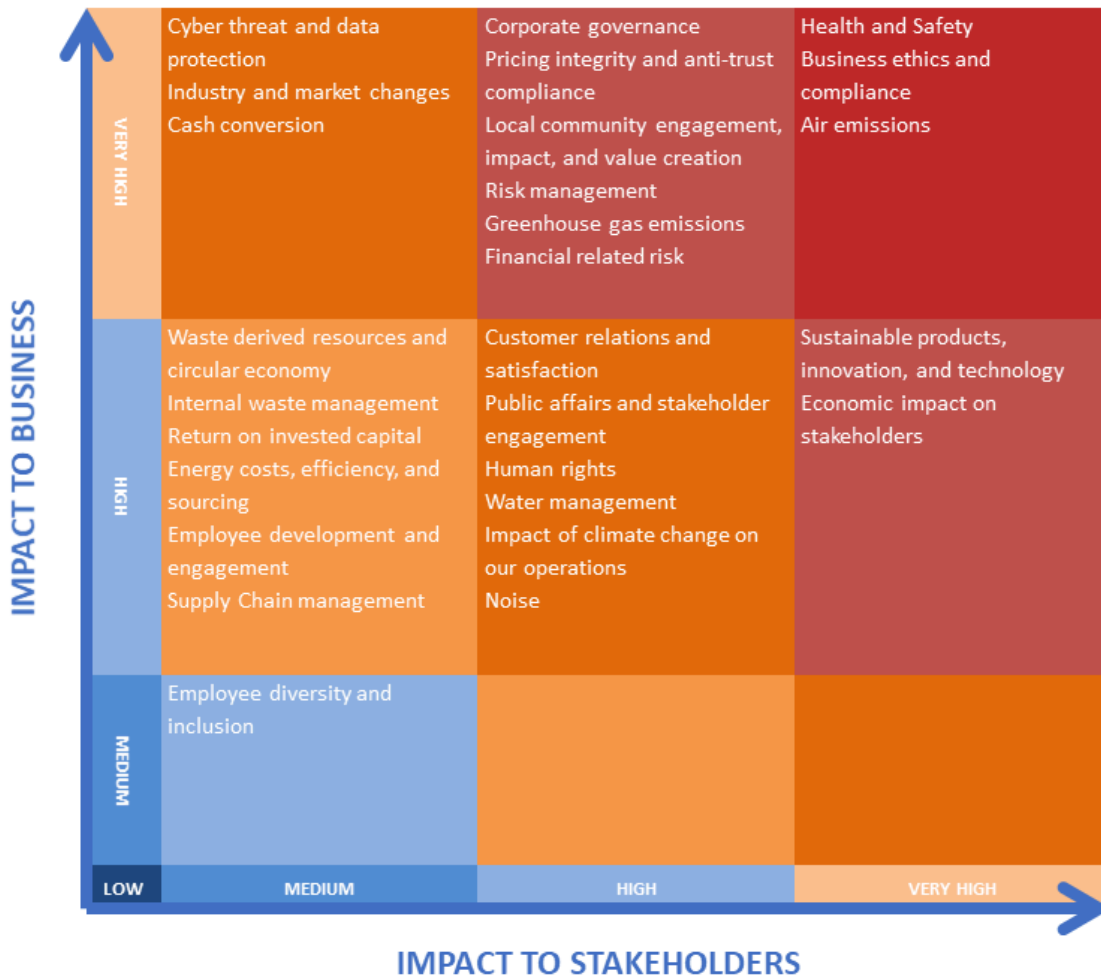 IMPACT TO BUSINESS
VERY HIGH
Cyber threat and data
protection
Industry and market changes
Cash conversion
Corporate governance
Pricing integrity and anti-trust
compliance
Local community engagement,
impact, and value creation
Risk management
Greenhouse gas emissions
Financial related risk
Health and Safety
Business ethics and
compliance
Air emissions
HIGH
Waste derived resources and
circular economy
Internal waste management
Return on invested capital
Energy costs, efficiency, and
sourcing
Employee development and
engagement
Supply Chain management
Customer relations and
satisfaction
Public affairs and stakeholder
engagement
Human rights
Water management
Impact of climate change on
our operations
Noise
Sustainable products,
innovation, and technology
Economic impact on
stakeholders
MEDIUM
Employee diversity and
inclusion
LOW
MEDIUM
HIGH
VERY HIGH
IMPACT TO STAKEHOLDERS